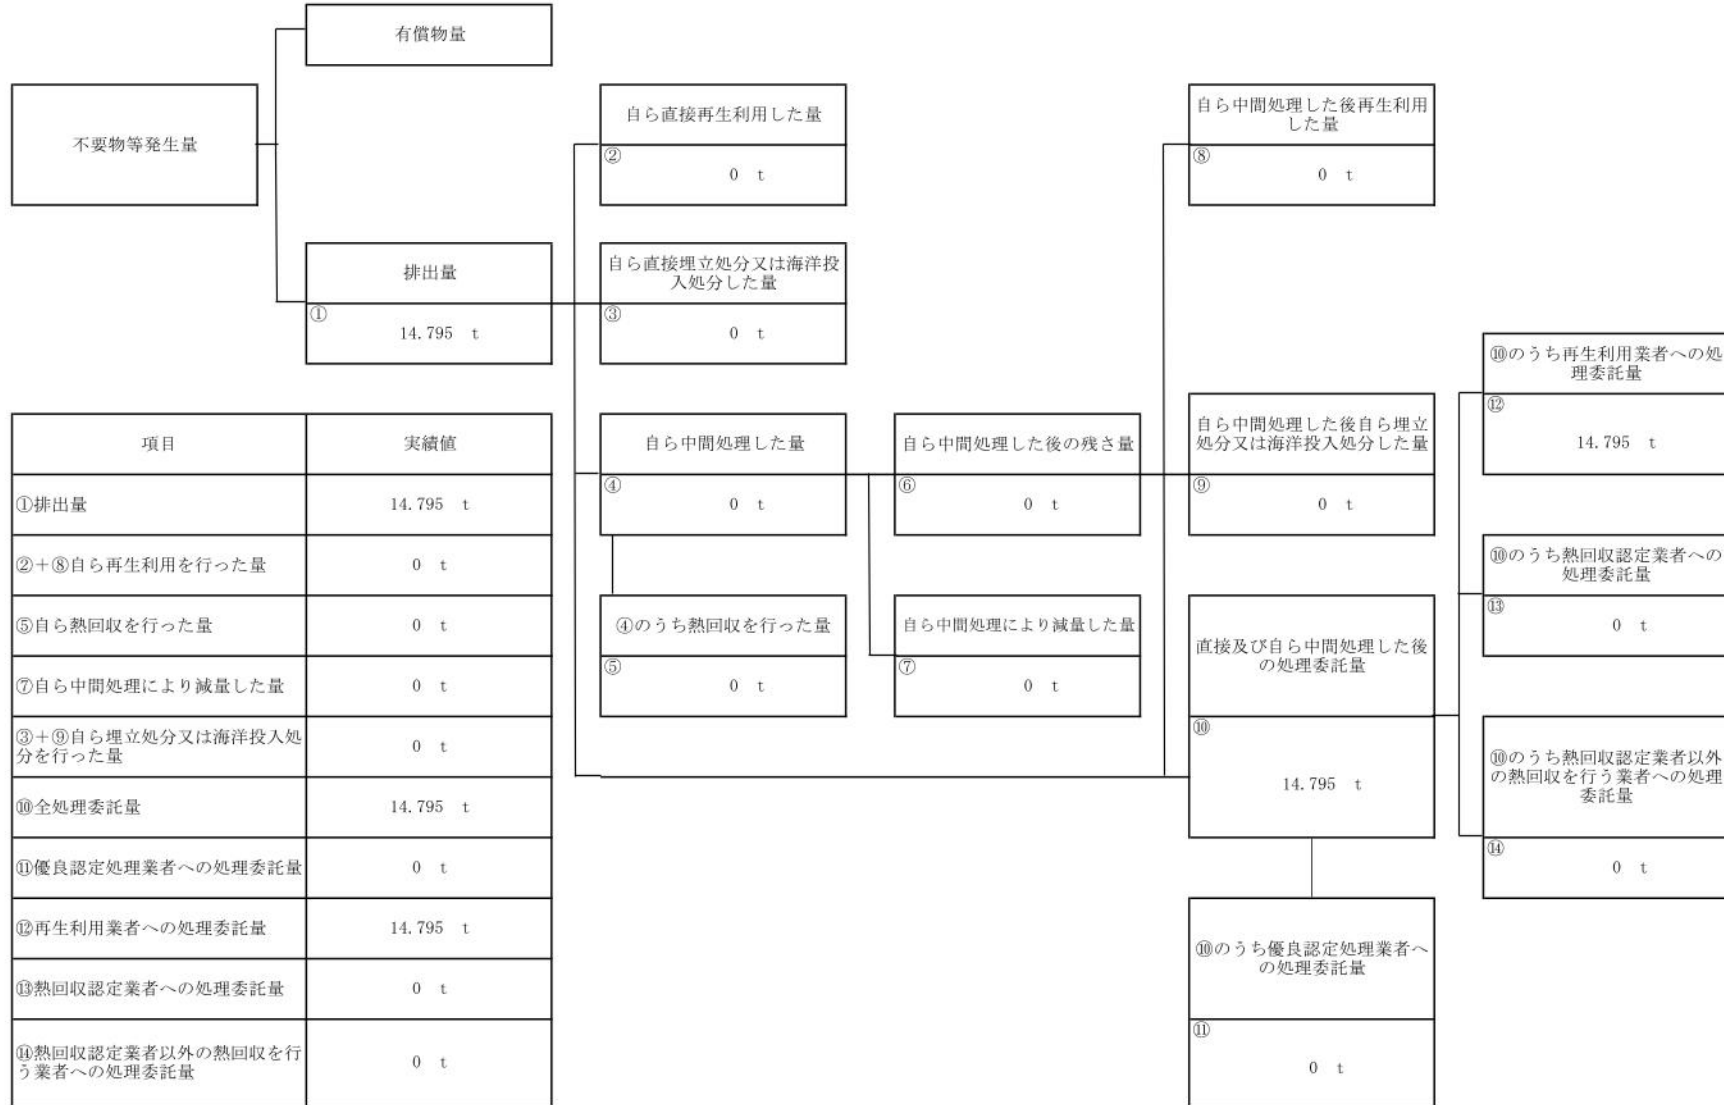 有償物量
不要物等発生量
自ら直接再生利用した量
②
0 t
自ら中間処理した後再生利用
した量
⑧
0 t
排出量
①
14.795 t
自ら直接埋立処分又は海洋投
入処分した量
③
0 t
⑩のうち再生利用業者への処
理委託量
⑫
14.795 t
自ら中間処理した量
④
0 t
自ら中間処理した後の残さ量
⑥
0 t
自ら中間処理した後自ら埋立
処分又は海洋投入処分した量
⑨
0 t
⑩のうち熱回収認定業者への
処理委託量
⑬
0 t
④のうち熱回収を行った量
⑤
0 t
自ら中間処理により減量した量
⑦
0 t
直接及び自ら中間処理した後
の処理委託量
⑩
14.795 t
⑩のうち熱回収認定業者以外
の熱回収を行う業者への処理
委託量
⑭
0 t
⑩のうち優良認定処理業者へ
の処理委託量
⑪
0 t
項目 実績値
①排出量 14.795 t
②+⑧自ら再生利用を行った量 0 t
⑤自ら熱回収を行った量 0 t
⑦自ら中間処理により減量した量 0 t
③+⑨自ら埋立処分又は海洋投入処
分を行った量 0 t
⑩全処理委託量 14.795 t
⑪優良認定処理業者への処理委託量 0 t
⑫再生利用業者への処理委託量 14.795 t
⑬熱回収認定業者への処理委託量 0 t
⑭熱回収認定業者以外の熱回収を行
う業者への処理委託量 0 t